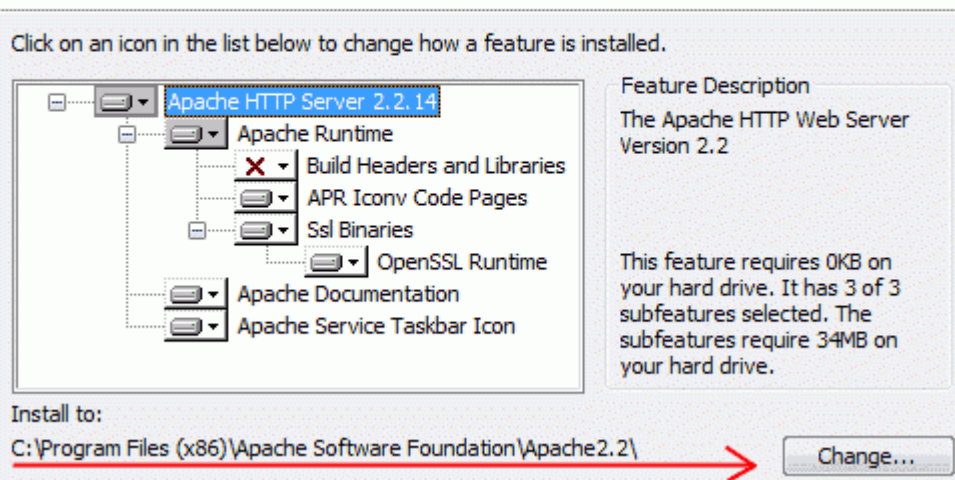 Click on an icon in the list below to change how a feature is installed.
Apache HTTP Server 2.2.14
Apache Runtime
Build Headers and Libraries
APR Iconv Code Pages
Ssl Binaries
OpenSSL Runtime
Apache Documentation
Apache Service Taskbar Icon
Feature Description
The Apache HTTP Web Server
Version 2.2
This feature requires 0KB on
your hard drive. It has 3 of 3
subfeatures selected. The
subfeatures require 34MB on
your hard drive.
Install to:
C:\Program Files (x86)\Apache Software Foundation\Apache2.2\
Change...